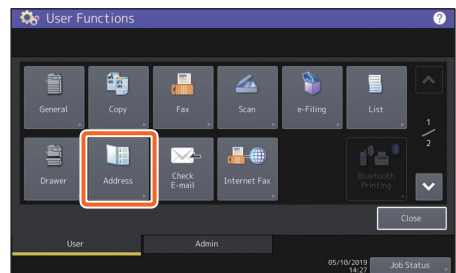 User Functions
?
General
Copy
Fax
Scan
e-Filing
List
1
/
2
Drawer
Address
Check
E-mail
Internet Fax
Bluetooth
Printing
Close
User
Admin
05/10/2019
14:27
Job Status